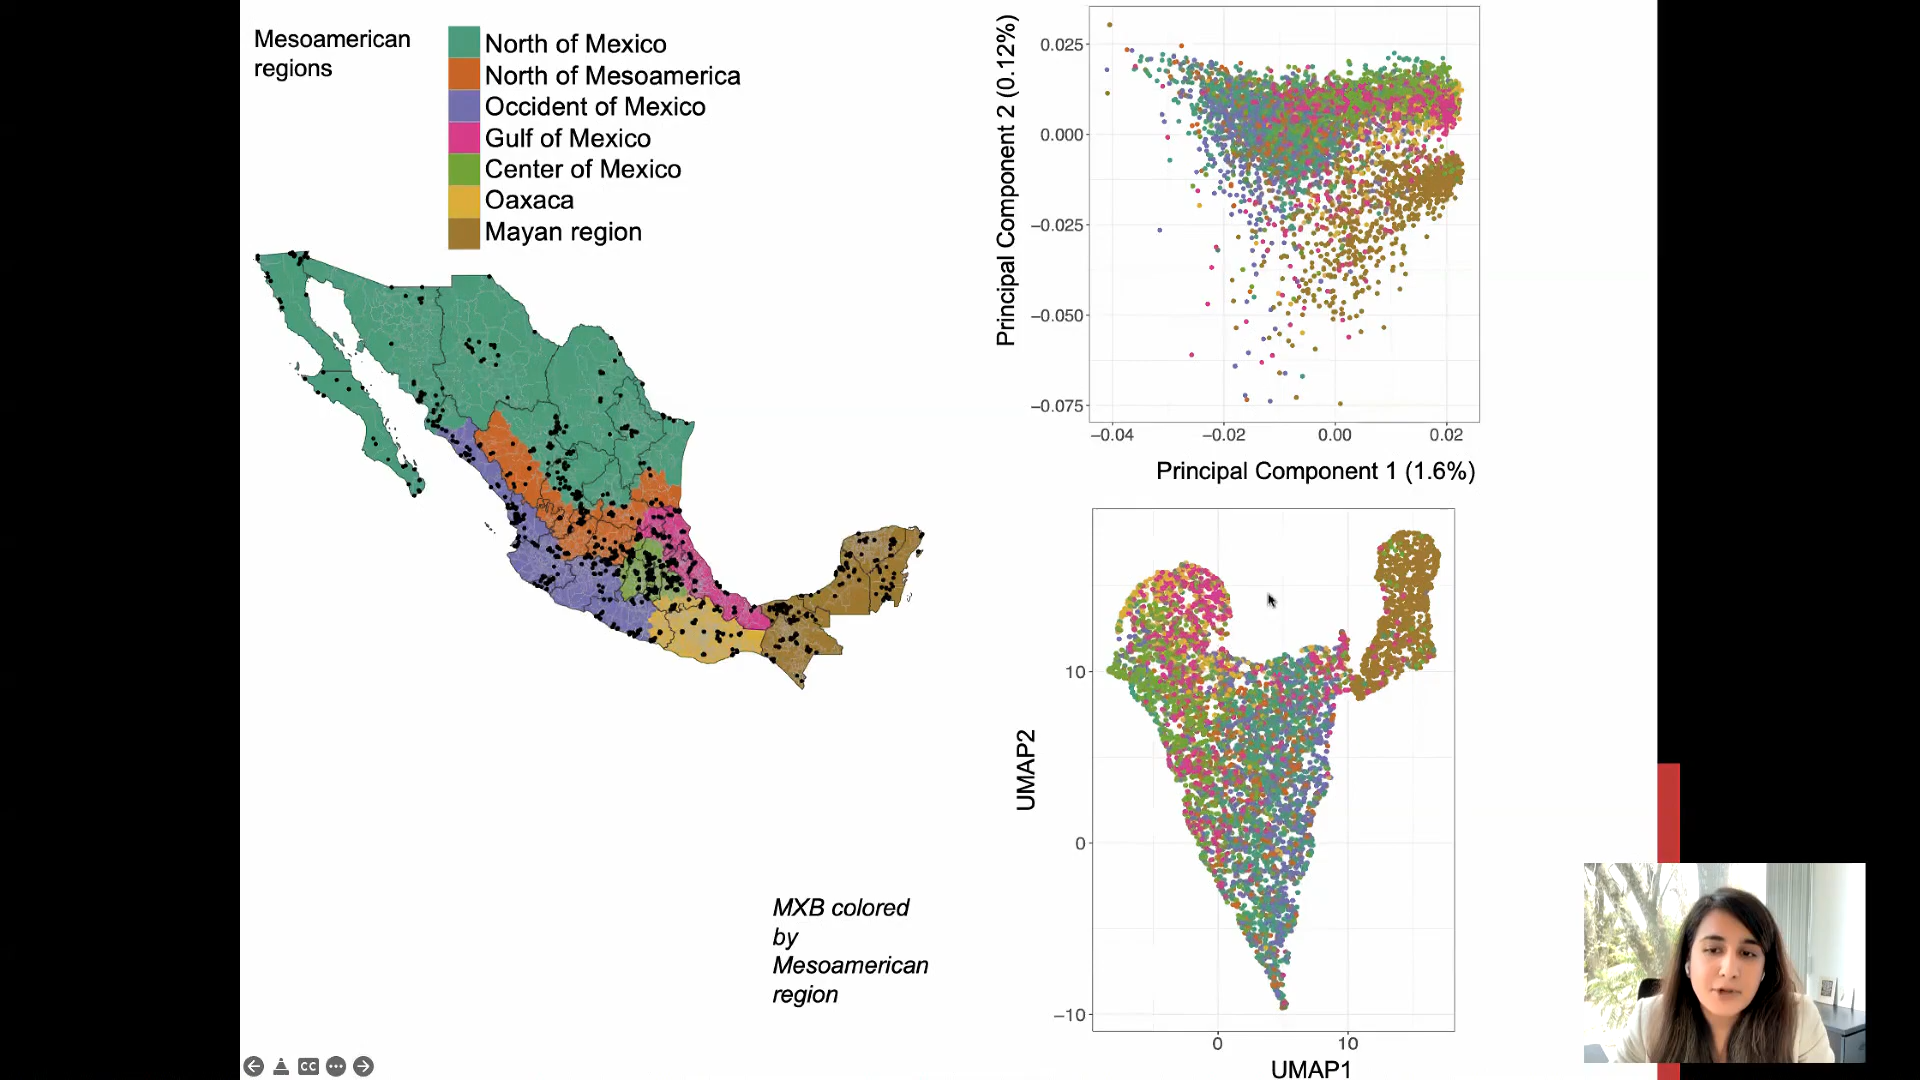 Mesoamerican
regions
North of Mexico
North of Mesoamerica
Occident of Mexico
Gulf of Mexico
Center of Mexico
Oaxaca
Mayan region
Principal Component 2 (0.12%)
0.025
0.000
−0.025
−0.050
−0.075
−0.04
−0.02
0.00
0.02
Principal Component 1 (1.6%)
UMAP2
10
0
−10
0
10
UMAP1
MXB colored
by
Mesoamerican
region
CC